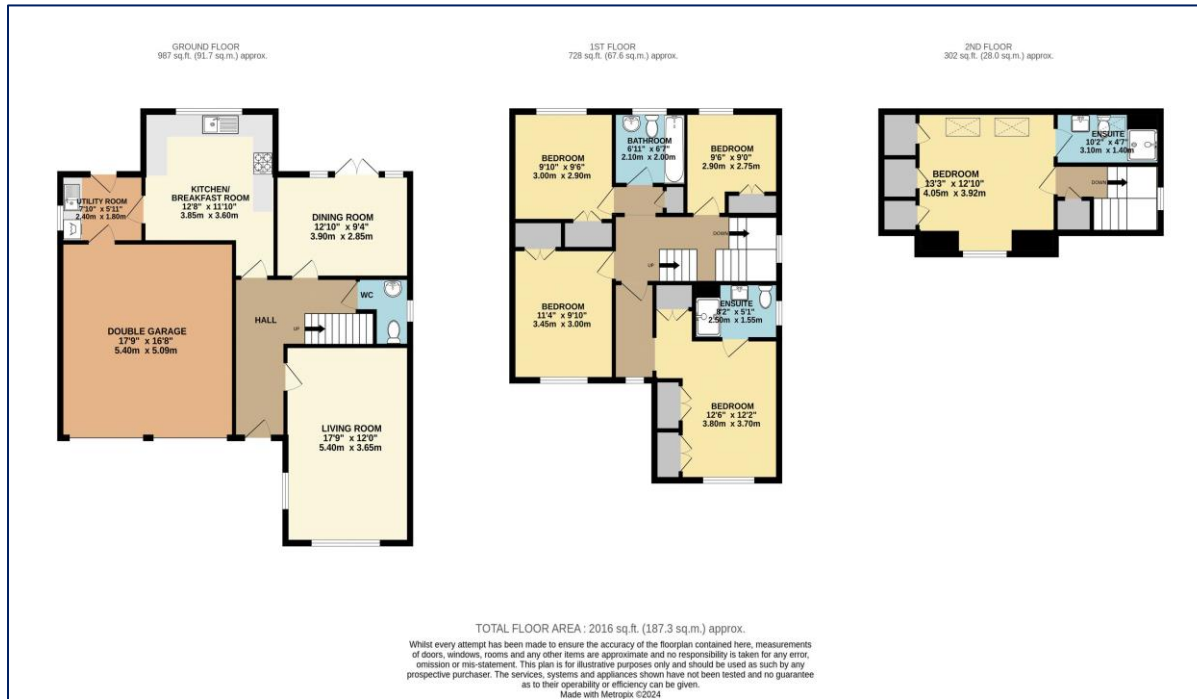 GROUND FLOOR
987 sq.ft. (91.7 sq.m.) approx.
UTILITY ROOM
7'10" x 5'11"
2.40m x 1.80m
KITCHEN/
BREAKFAST ROOM
12'8" x 11'10"
3.85m x 3.60m
DINING ROOM
12'10" x 9'4"
3.90m x 2.85m
WC
HALL
UP
DOUBLE GARAGE
17'9" x 16'8"
5.40m x 5.09m
LIVING ROOM
17'9" x 12'0"
5.40m x 3.65m
1ST FLOOR
728 sq.ft. (67.6 sq.m.) approx.
BEDROOM
9'10" x 9'6"
3.00m x 2.90m
BATHROOM
6'11" x 6'7"
2.10m x 2.00m
BEDROOM
9'6" x 9'0"
2.90m x 2.75m
DOWN
UP
BEDROOM
11'4" x 9'10"
3.45m x 3.00m
ENSUITE
8'2" x 5'1"
2.50m x 1.55m
BEDROOM
12'6" x 12'2"
3.80m x 3.70m
2ND FLOOR
302 sq.ft. (28.0 sq.m.) approx.
BEDROOM
13'3" x 12'10"
4.05m x 3.92m
ENSUITE
10'2" x 4'7"
3.10m x 1.40m
DOWN
TOTAL FLOOR AREA : 2016 sq.ft. (187.3 sq.m.) approx.
Whilst every attempt has been made to ensure the accuracy of the floorplan contained here, measurements
of doors, windows, rooms and any other items are approximate and no responsibility is taken for any error,
omission or mis-statement. This plan is for illustrative purposes only and should be used as such by any
prospective purchaser. The services, systems and appliances shown have not been tested and no guarantee
as to their operability or efficiency can be given.
Made with Metropix ©2024